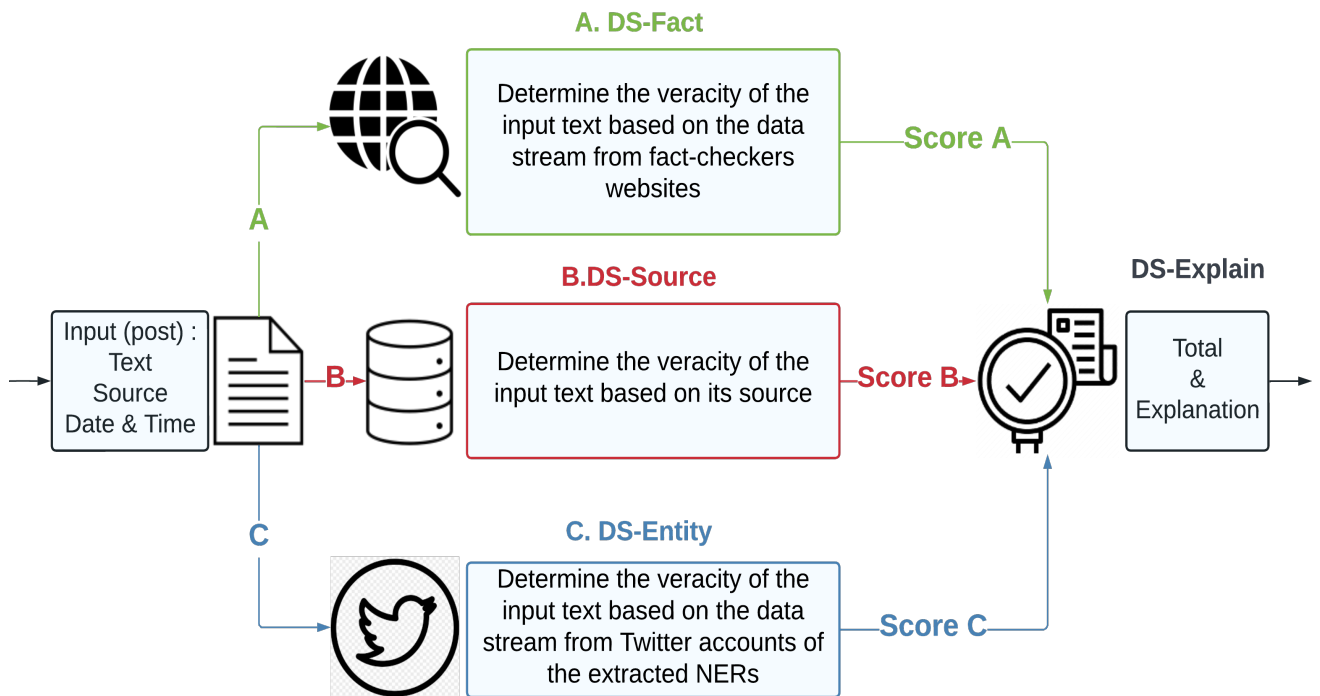 A. DS-Fact
Determine the veracity of the
input text based on the data
stream from fact-checkers
websites
Score A
A
B.DS-Source
DS-Explain
Input (post) :
Text
Source
Date & Time
B
Determine the veracity of the
input text based on its source
Score B
Total
&
Explanation
C
C. DS-Entity
Determine the veracity of the
input text based on the data
stream from Twitter accounts of
the extracted NERs
Score C